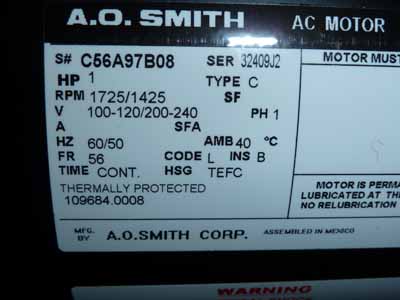 A.O. SMITH AC MOTOR
S# C56A97B08 SER 32409J2 MOTOR MUST
HP 1 TYPE C
RPM 1725/1425 SF
V 100-120/200-240 PH 1
A SFA
HZ 60/50 AMB 40 °C
FR 56 CODE L INS B
TIME CONT. HSG TEFC
THERMALLY PROTECTED
109684.0008
MOTOR IS PERMA
LUBRICATED AT THE
NO RELUBRICATION
MFG. BY A.O.SMITH CORP. ASSEMBLED IN MEXICO
WARNING